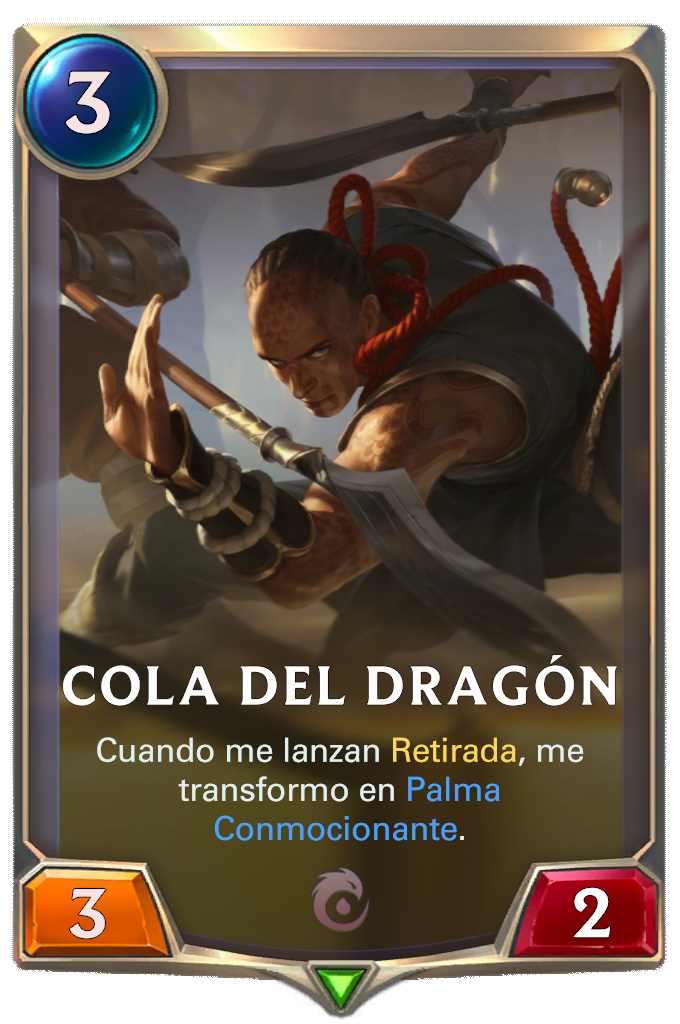 3
COLA DEL DRAGÓN
Cuando me lanzan Retirada, me
transformo en Palma
Conmocionante.
3
2